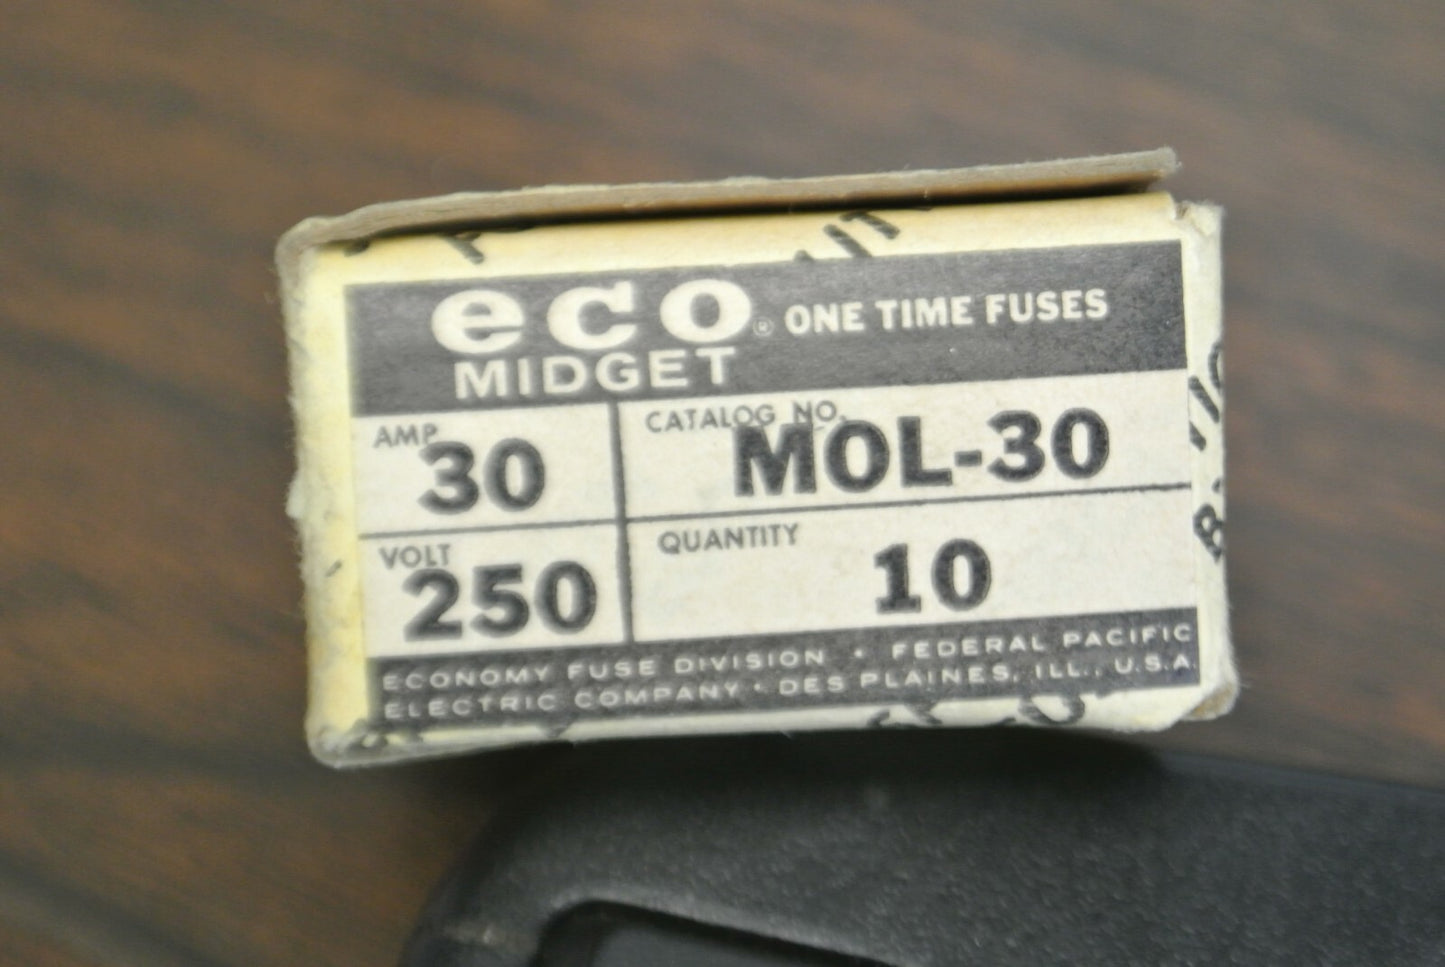 eco® ONE TIME FUSES
MIDGET
AMP.
30
CATALOG NO.
MOL-30
VOLT
250
QUANTITY
10
ECONOMY FUSE DIVISION • FEDERAL PACIFIC
ELECTRIC COMPANY • DES PLAINES, ILL., U.S.A.